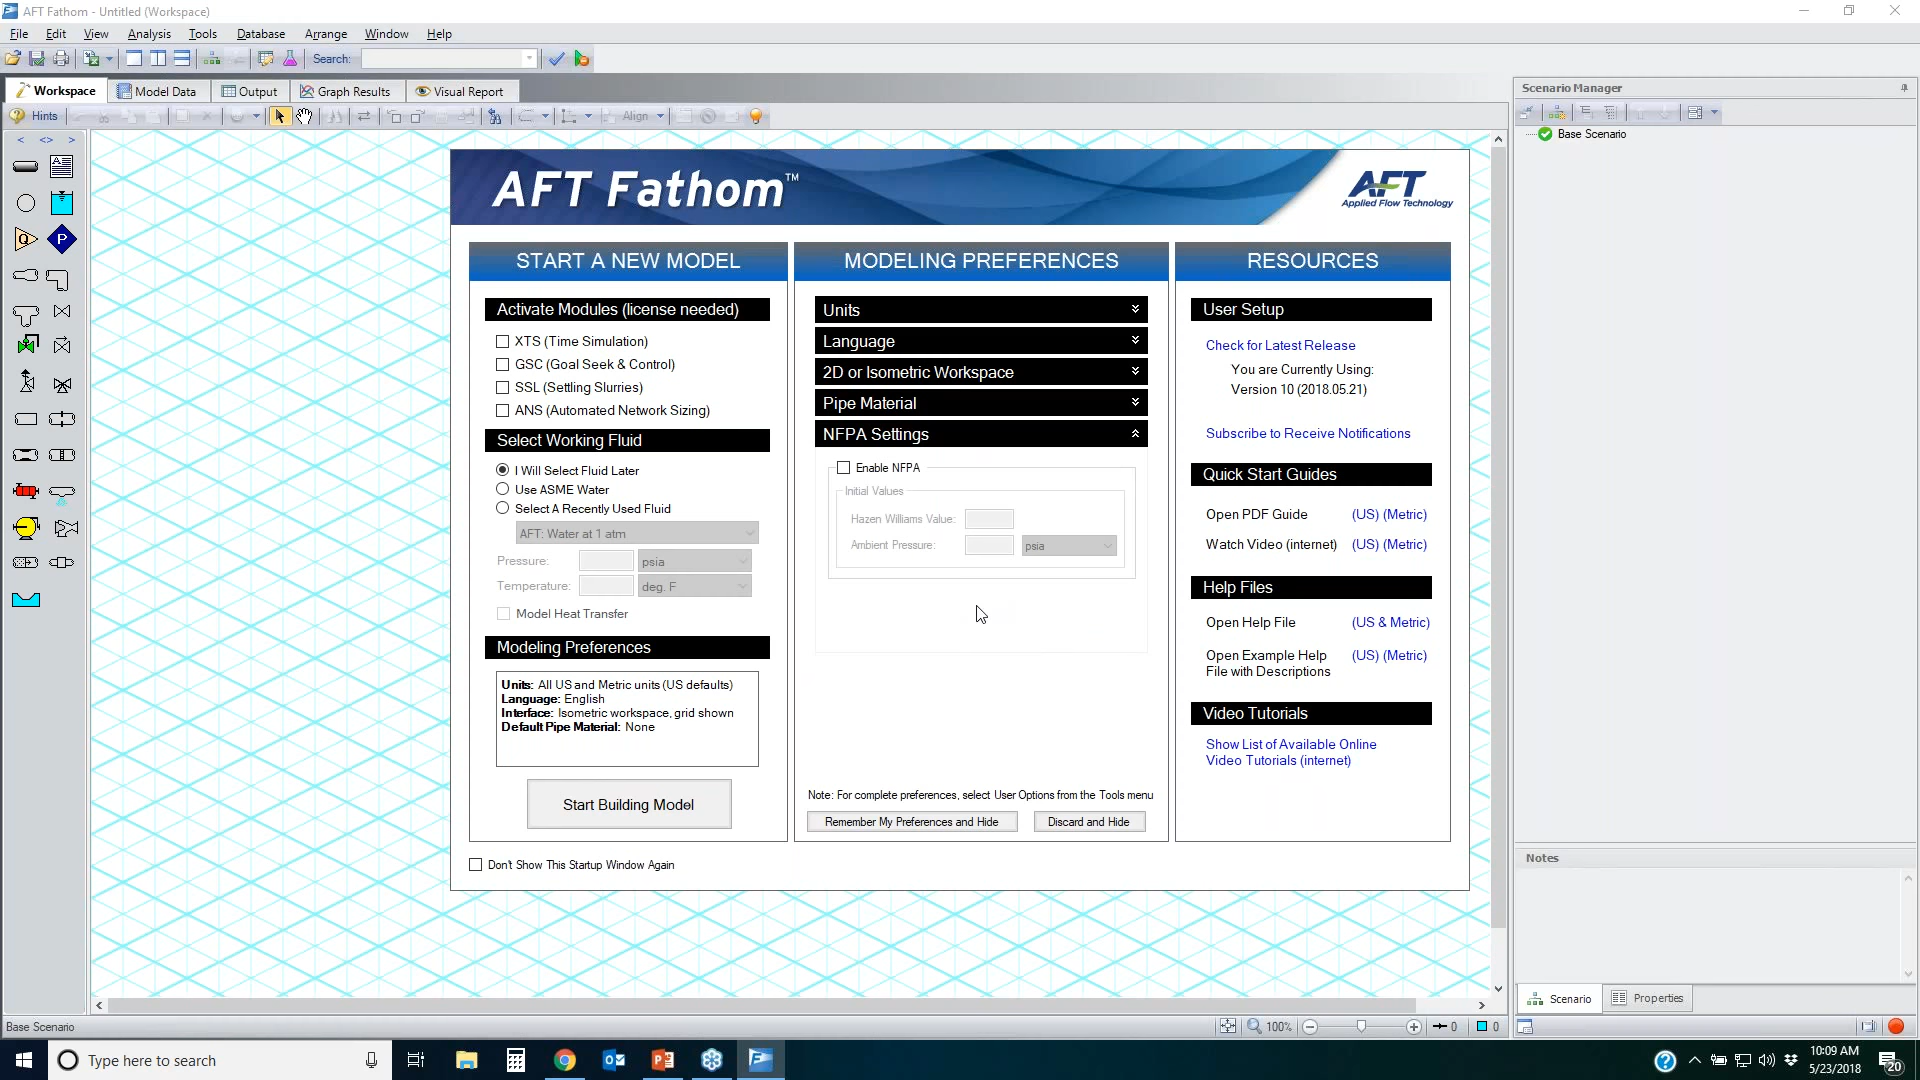 AFT Fathom - Untitled (Workspace)
File Edit View Analysis Tools Database Arrange Window Help
Search:
Workspace Model Data Output Graph Results Visual Report
Hints Align
Scenario Manager
Base Scenario
< <> >
Q P
AFT Fathom™
AFT
Applied Flow Technology
START A NEW MODEL
Activate Modules (license needed)
XTS (Time Simulation)
GSC (Goal Seek & Control)
SSL (Settling Slurries)
ANS (Automated Network Sizing)
Select Working Fluid
I Will Select Fluid Later
Use ASME Water
Select A Recently Used Fluid
AFT: Water at 1 atm
Pressure: psia
Temperature: deg. F
Model Heat Transfer
Modeling Preferences
Units: All US and Metric units (US defaults)
Language: English
Interface: Isometric workspace, grid shown
Default Pipe Material: None
Start Building Model
Don't Show This Startup Window Again
MODELING PREFERENCES
Units
Language
2D or Isometric Workspace
Pipe Material
NFPA Settings
Enable NFPA
Initial Values
Hazen Williams Value:
Ambient Pressure: psia
Note: For complete preferences, select User Options from the Tools menu
Remember My Preferences and Hide Discard and Hide
RESOURCES
User Setup
Check for Latest Release
You are Currently Using:
Version 10 (2018.05.21)
Subscribe to Receive Notifications
Quick Start Guides
Open PDF Guide (US) (Metric)
Watch Video (internet) (US) (Metric)
Help Files
Open Help File (US & Metric)
Open Example Help (US) (Metric)
File with Descriptions
Video Tutorials
Show List of Available Online
Video Tutorials (internet)
Notes
Scenario Properties
Base Scenario 100% 0 0
Type here to search
10:09 AM
5/23/2018
20